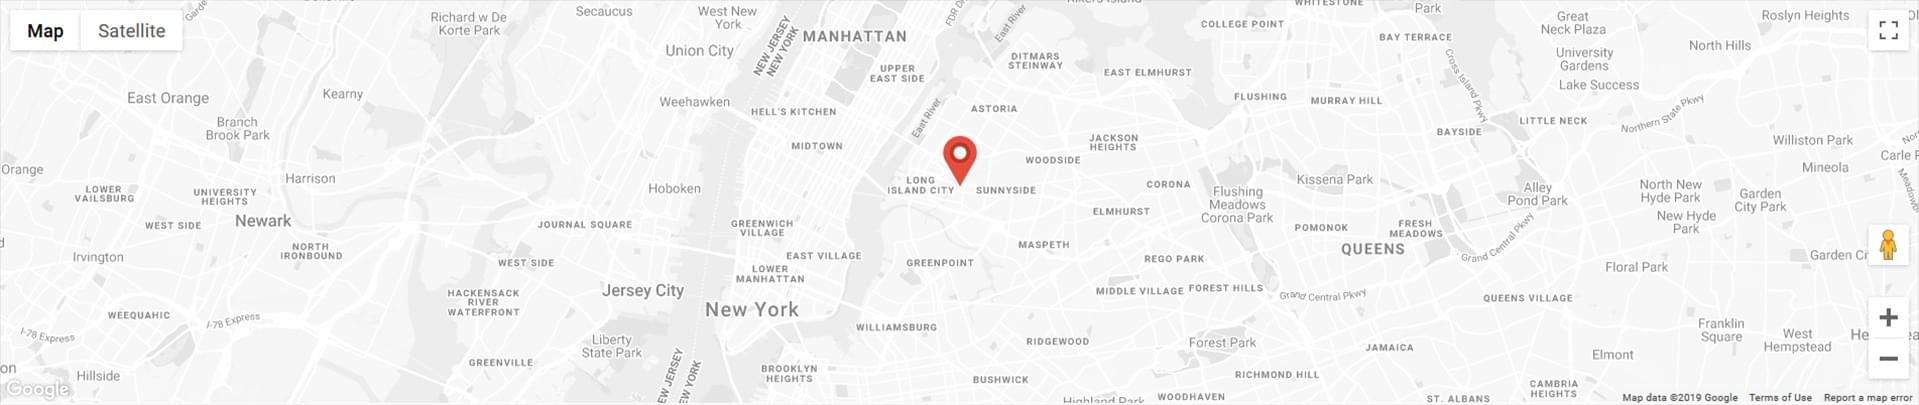 Map
Satellite
Garde
Richard w De
Korte Park
Secaucus
West New
York
Union City
NEW JERSEY
NEW YORK
MANHATTAN
FDR D
East River
Rikers Island
COLLEGE POINT
WHITESTONE
Park
BAY TERRACE
Great
Neck Plaza
University
Gardens
Lake Success
Roslyn Heights
North Hills
UPPER
EAST SIDE
DITMARS
STEINWAY
EAST ELMHURST
Cross Island Pkwy
East Orange
Kearny
Weehawken
HELL'S KITCHEN
East River
ASTORIA
FLUSHING
MURRAY HILL
Northern State Pkwy
Branch
Brook Park
MIDTOWN
JACKSON
HEIGHTS
BAYSIDE
LITTLE NECK
Williston Park
Orange
Harrison
Hoboken
LONG
ISLAND CITY
SUNNYSIDE
WOODSIDE
CORONA
Flushing
Meadows
Corona Park
Kissena Park
Alley
Pond Park
North New
Hyde Park
New Hyde
Park
Mineola
Carle P
Garden
City Park
Meadow
LOWER
VAILSBURG
UNIVERSITY
HEIGHTS
WEST SIDE
Newark
JOURNAL SQUARE
GREENWICH
VILLAGE
ELMHURST
POMONOK
FRESH
MEADOWS
QUEENS
Grand Central Pkwy
Irvington
NORTH
IRONBOUND
WEST SIDE
EAST VILLAGE
LOWER
MANHATTAN
GREENPOINT
MASPETH
REGO PARK
Floral Park
Garden Ci
HACKENSACK
RIVER
WATERFRONT
Jersey City
New York
MIDDLE VILLAGE
FOREST HILLS
Grand Central Pkwy
QUEENS VILLAGE
WEEQUAHIC
I-78 Express
I-78 Express
WILLIAMSBURG
RIDGEWOOD
Forest Park
JAMAICA
Franklin
Square
West
Hempstead
He
Elmont
Liberty
State Park
GREENVILLE
NEW JERSEY
NEW YORK
BROOKLYN
HEIGHTS
BUSHWICK
RICHMOND HILL
Hillside
Highland Park
WOODHAVEN
ST. ALBANS
CAMBRIA
HEIGHTS
Google
Map data ©2019 Google
Terms of Use
Report a map error